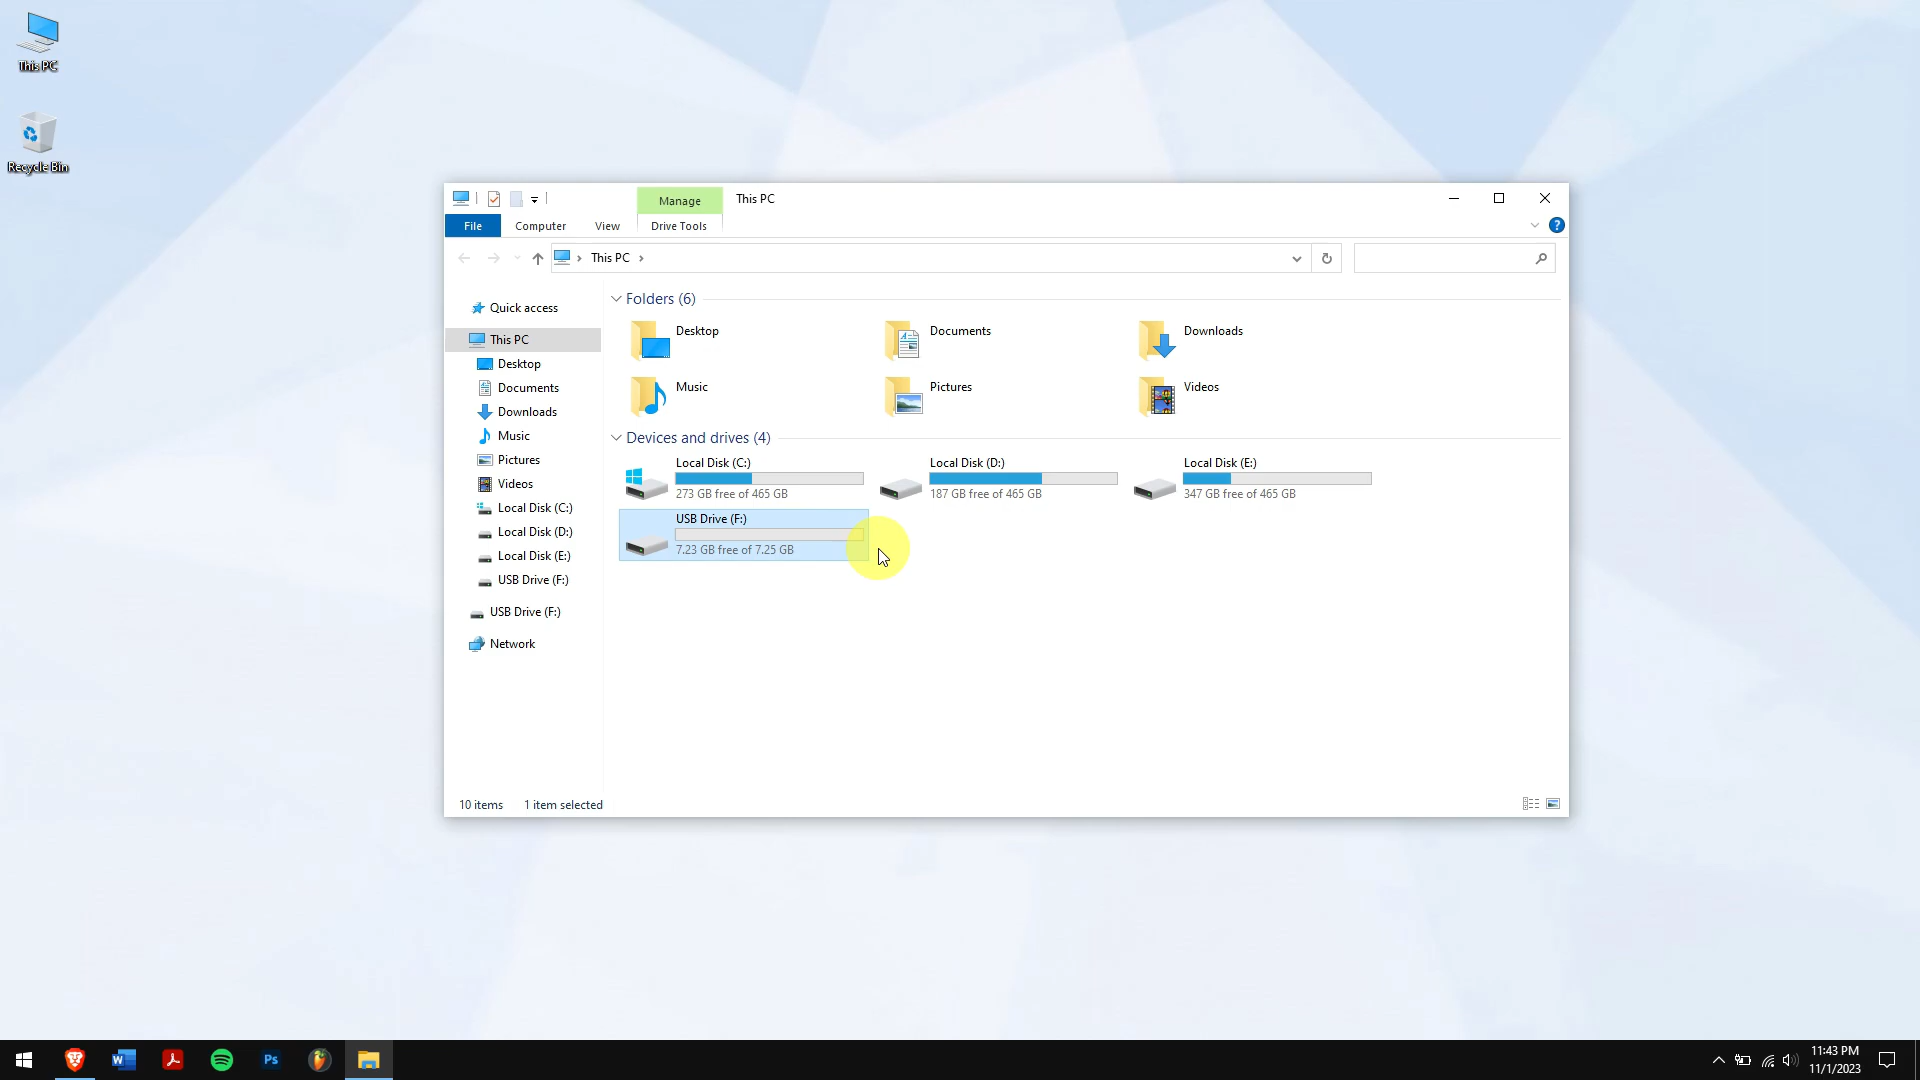 This PC
Recycle Bin
Manage
This PC
File
Computer
View
Drive Tools
This PC
Quick access
This PC
Desktop
Documents
Downloads
Music
Pictures
Videos
Local Disk (C:)
Local Disk (D:)
Local Disk (E:)
USB Drive (F:)
USB Drive (F:)
Network
Folders (6)
Desktop
Documents
Downloads
Music
Pictures
Videos
Devices and drives (4)
Local Disk (C:)
273 GB free of 465 GB
Local Disk (D:)
187 GB free of 465 GB
Local Disk (E:)
347 GB free of 465 GB
USB Drive (F:)
7.23 GB free of 7.25 GB
10 items
1 item selected
W
Ps
11:43 PM
11/1/2023